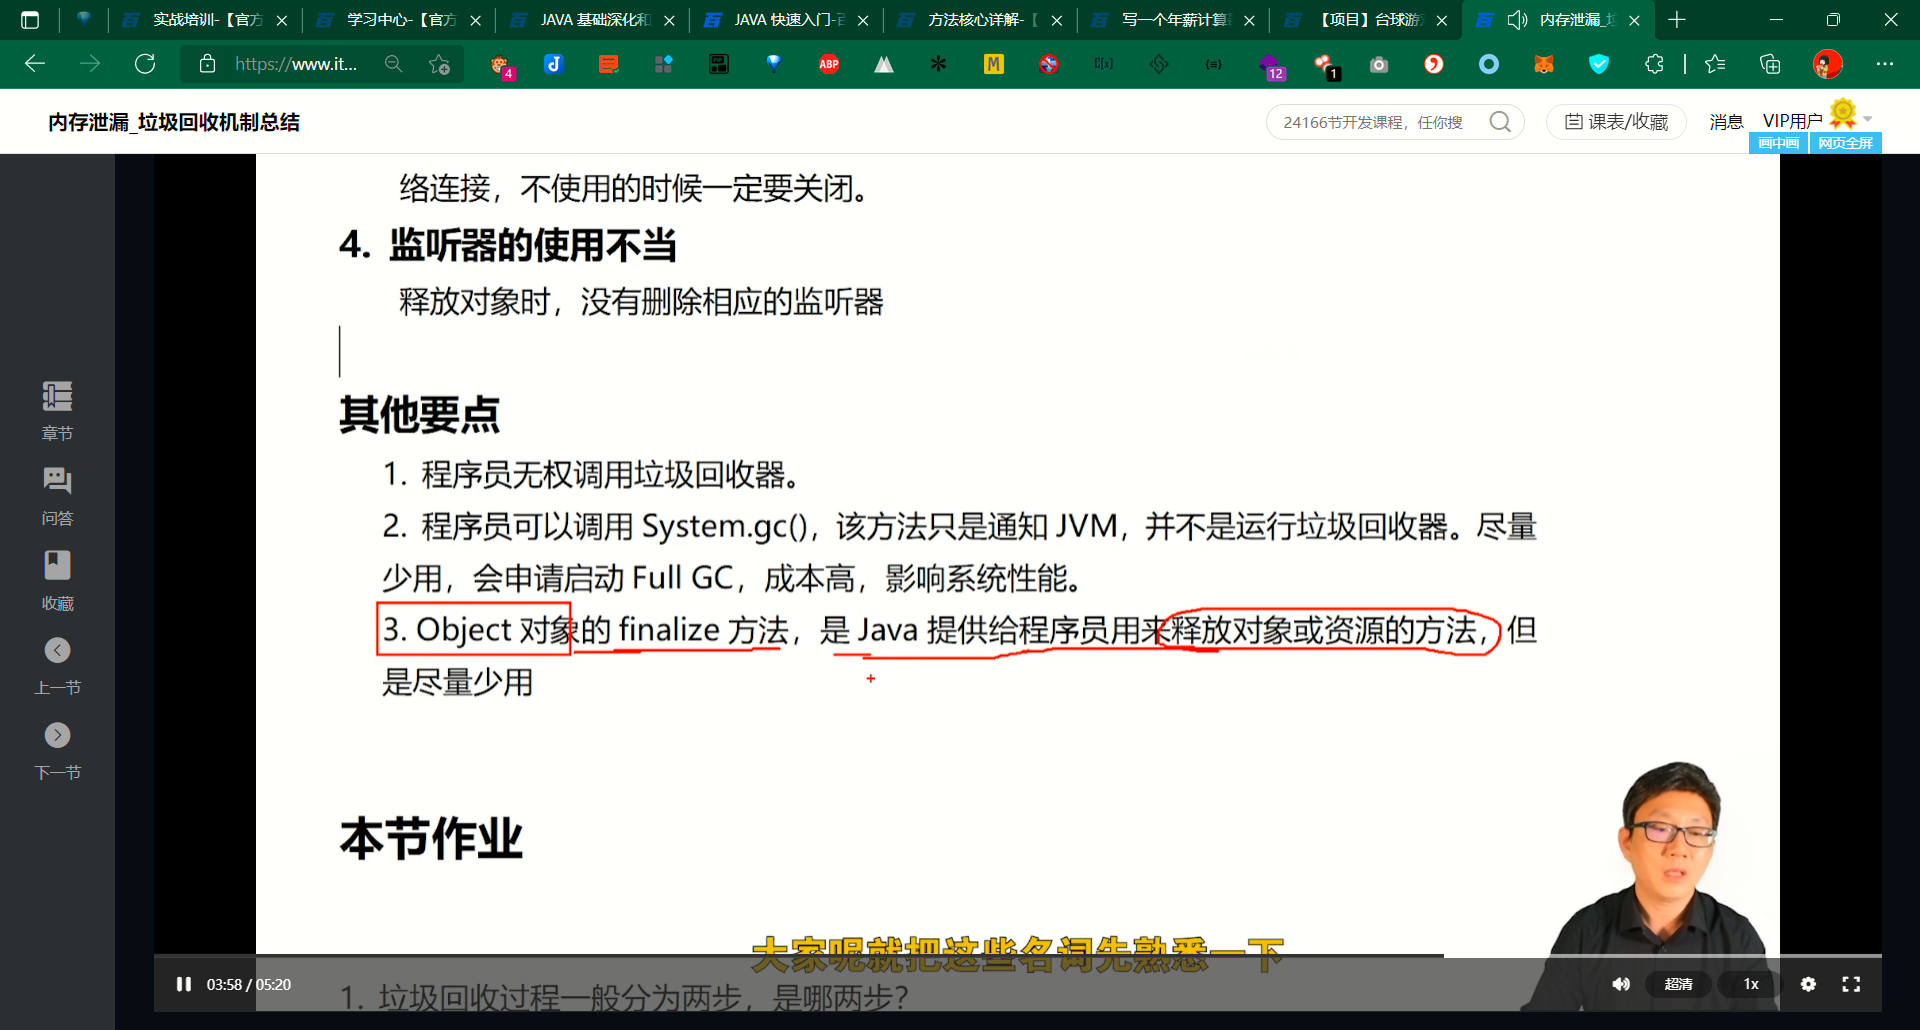 实战培训-【官方
学习中心-【官方
JAVA 基础深化和
JAVA 快速入门-百
方法核心详解-【
写一个年薪计算
【项目】台球游
内存泄漏_垃
https://www.it...
4
ABP
M
12
1
内存泄漏_垃圾回收机制总结
24166节开发课程，任你搜
课表/收藏
消息
VIP用户
画中画
网页全屏
章节
问答
收藏
上一节
下一节
络连接，不使用的时候一定要关闭。
4. 监听器的使用不当
释放对象时，没有删除相应的监听器
其他要点
1. 程序员无权调用垃圾回收器。
2. 程序员可以调用 System.gc()，该方法只是通知 JVM，并不是运行垃圾回收器。尽量
少用，会申请启动 Full GC，成本高，影响系统性能。
3. Object 对象的 finalize 方法，是 Java 提供给程序员用来释放对象或资源的方法，但
是尽量少用
本节作业
大家呢就把这些名词先熟悉一下
1. 垃圾回收过程一般分为两步，是哪两步？
03:58 / 05:20
超清
1x